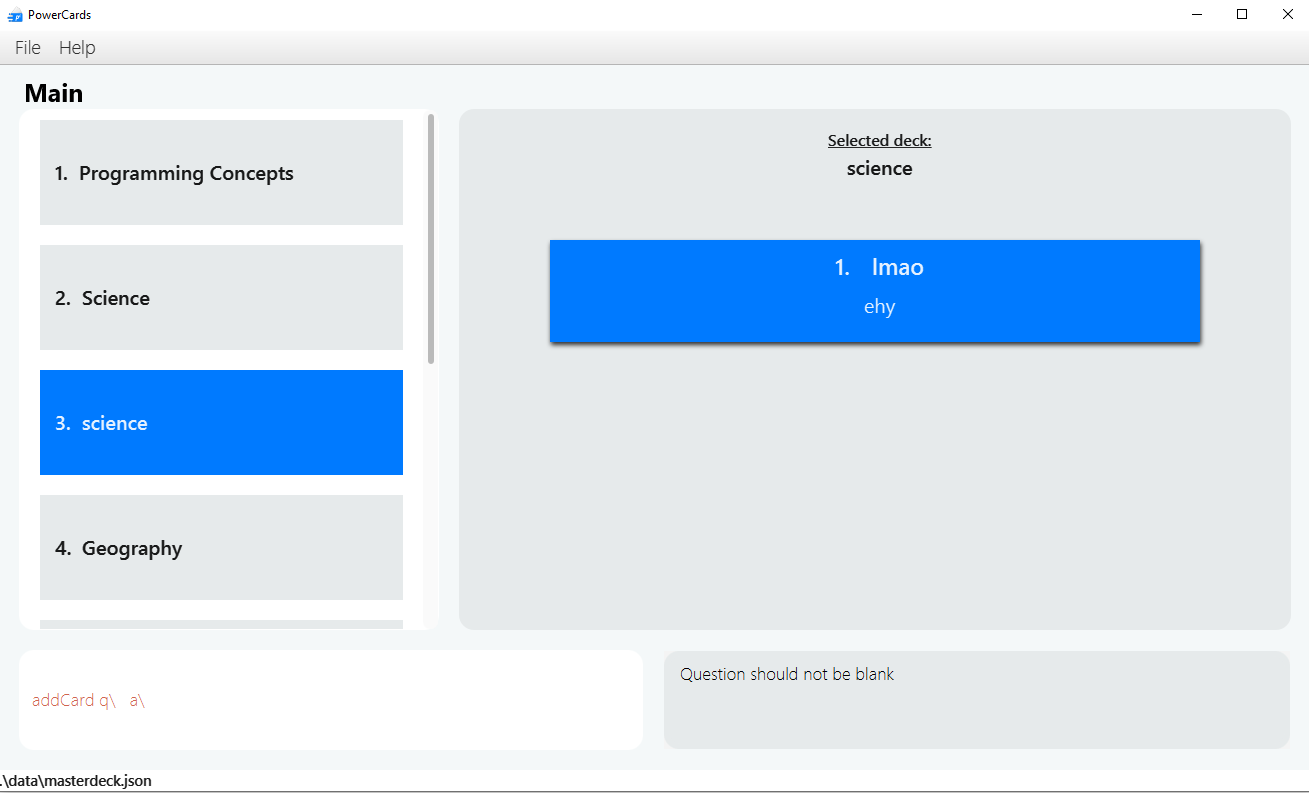 PowerCards
File Help
Main
1. Programming Concepts
2. Science
3. science
4. Geography
Selected deck:
science
1. lmao
ehy
addCard q\ a\
Question should not be blank
.\data\masterdeck.json